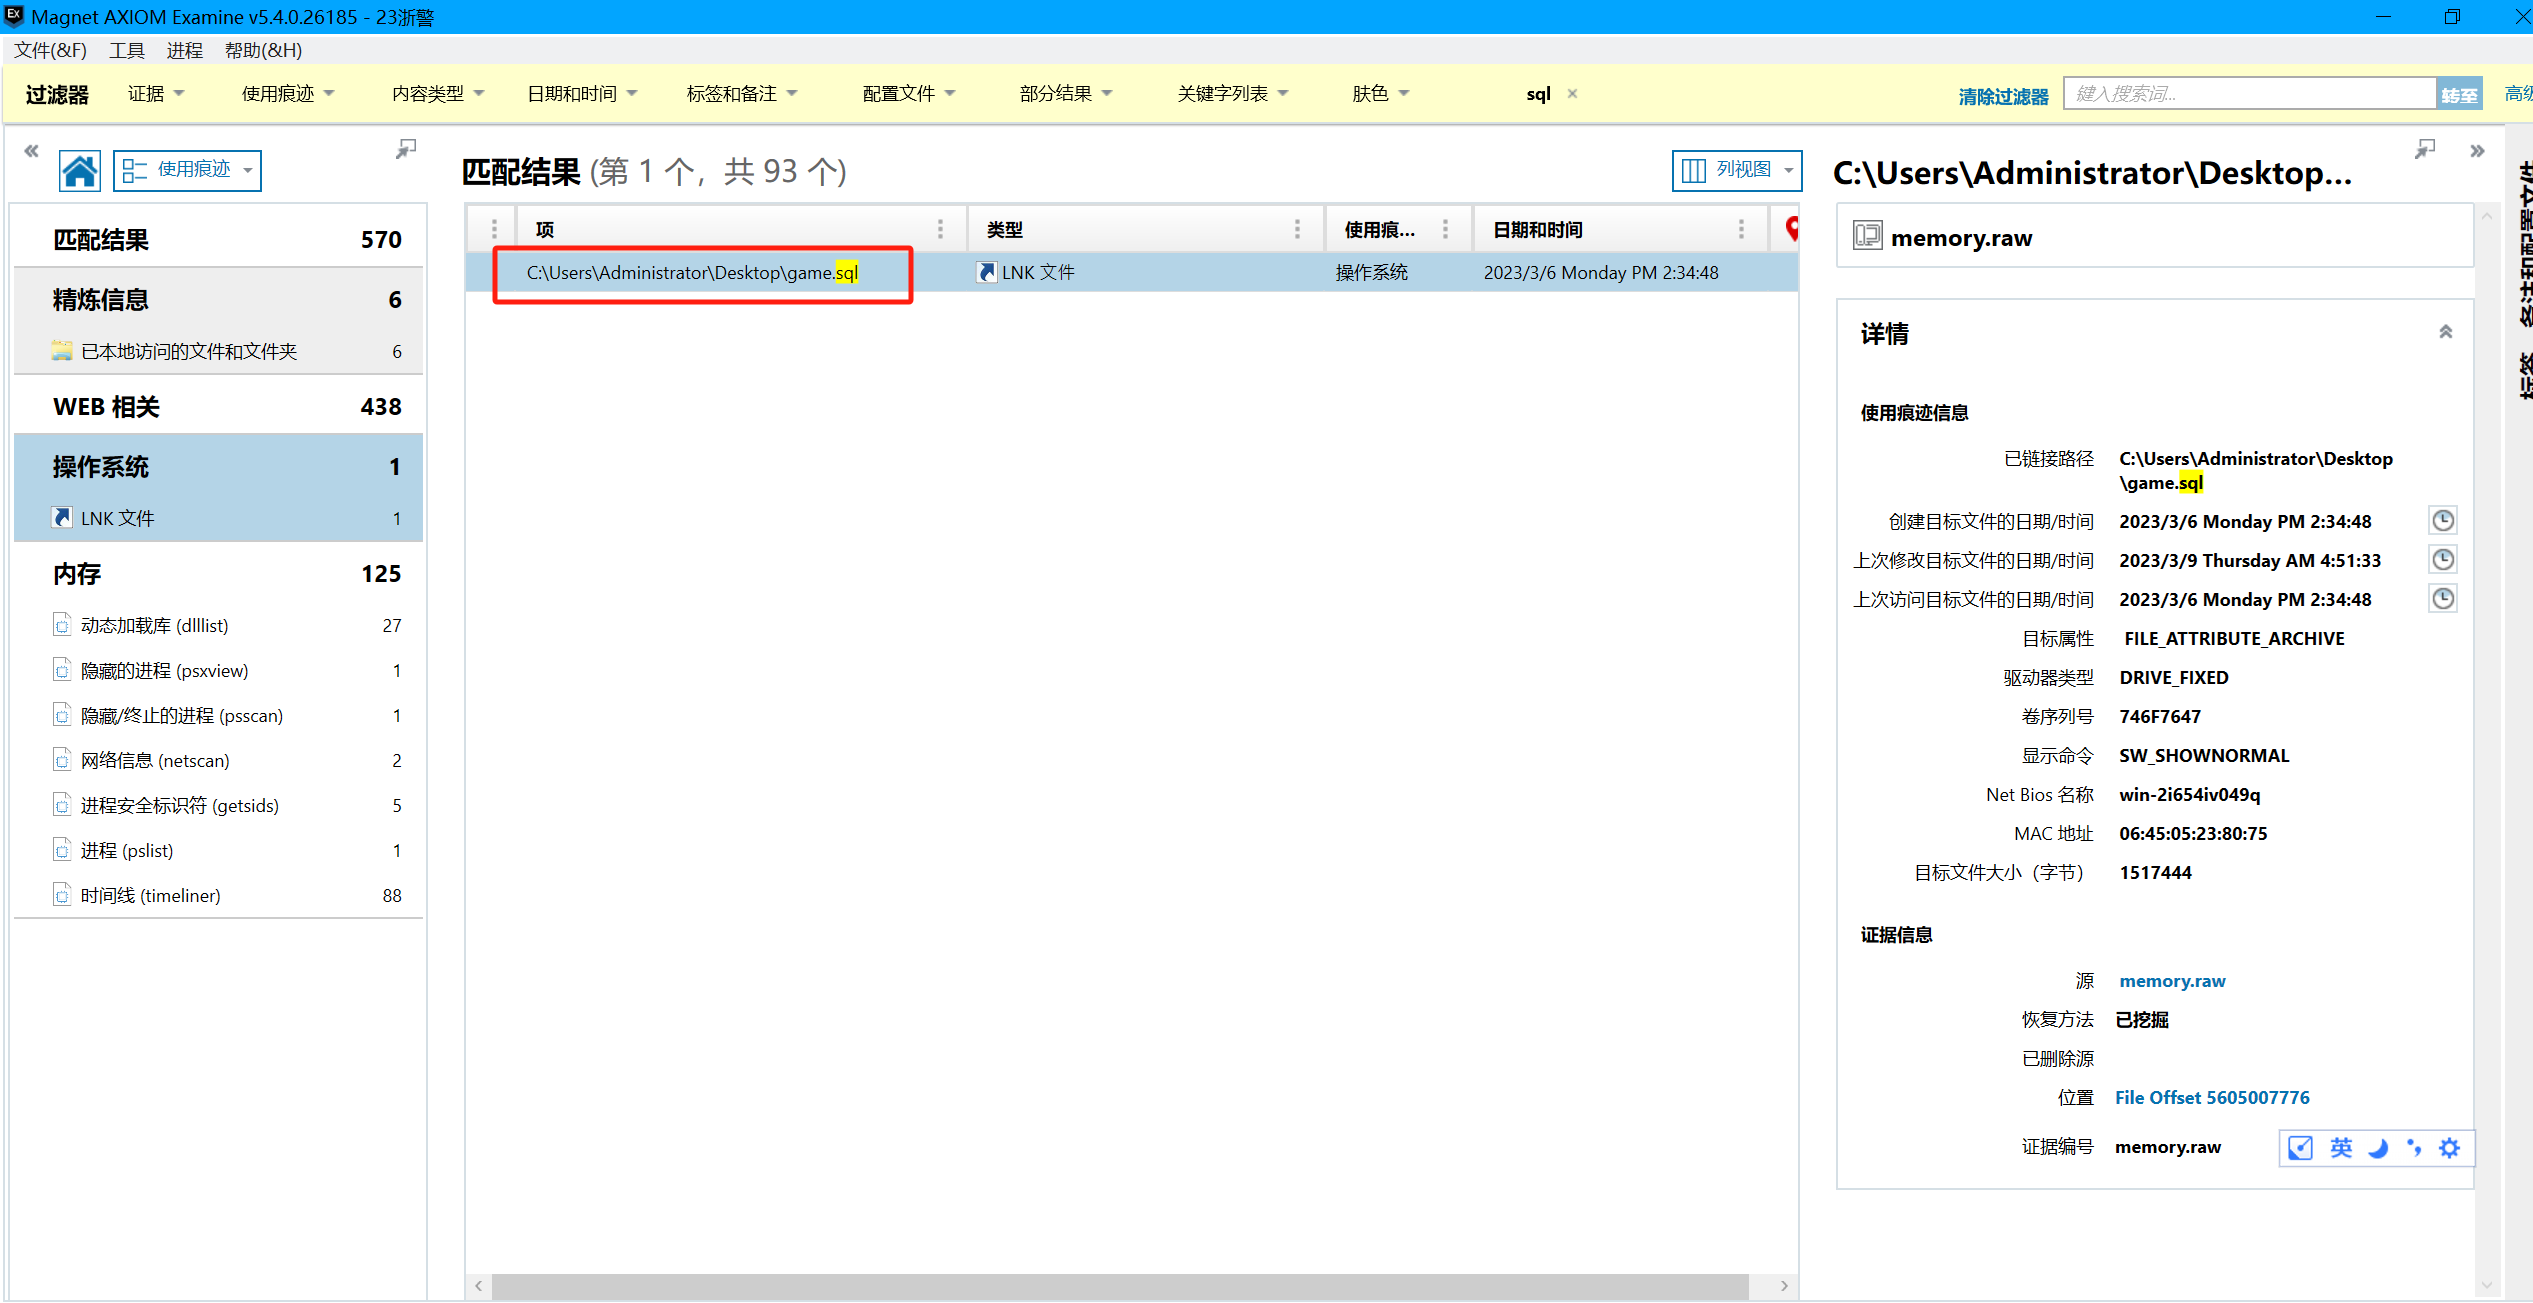 Magnet AXIOM Examine v5.4.0.26185 - 23浙警
文件(&F) 工具 进程 帮助(&H)
过滤器 证据 使用痕迹 内容类型 日期和时间 标签和备注 配置文件 部分结果 关键字列表 肤色 sql × 清除过滤器 键入搜索词... 转至 高级
使用痕迹
匹配结果 570
精炼信息 6
已本地访问的文件和文件夹 6
WEB 相关 438
操作系统 1
LNK 文件 1
内存 125
动态加载库 (dlllist) 27
隐藏的进程 (psxview) 1
隐藏/终止的进程 (psscan) 1
网络信息 (netscan) 2
进程安全标识符 (getsids) 5
进程 (pslist) 1
时间线 (timeliner) 88
匹配结果 (第 1 个，共 93 个)
列视图
项 类型 使用痕... 日期和时间
C:\Users\Administrator\Desktop\game.sql LNK 文件 操作系统 2023/3/6 Monday PM 2:34:48
C:\Users\Administrator\Desktop...
memory.raw
详情
使用痕迹信息
已链接路径 C:\Users\Administrator\Desktop
\game.sql
创建目标文件的日期/时间 2023/3/6 Monday PM 2:34:48
上次修改目标文件的日期/时间 2023/3/9 Thursday AM 4:51:33
上次访问目标文件的日期/时间 2023/3/6 Monday PM 2:34:48
目标属性 FILE_ATTRIBUTE_ARCHIVE
驱动器类型 DRIVE_FIXED
卷序列号 746F7647
显示命令 SW_SHOWNORMAL
Net Bios 名称 win-2i654iv049q
MAC 地址 06:45:05:23:80:75
目标文件大小（字节） 1517444
证据信息
源 memory.raw
恢复方法 已挖掘
已删除源
位置 File Offset 5605007776
证据编号 memory.raw
英